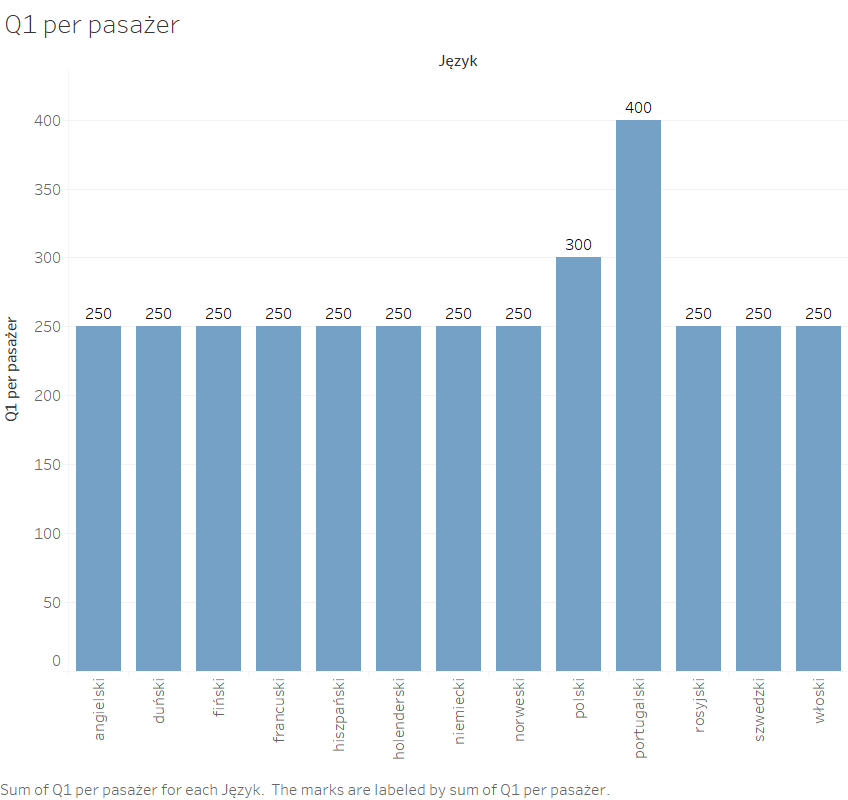 Q1 per pasażer
Język
400
350
300
250
200
150
100
50
0
Q1 per pasażer
250
250
250
250
250
250
250
250
300
400
250
250
250
angielski
duński
fiński
francuski
hiszpański
holenderski
niemiecki
norweski
polski
portugalski
rosyjski
szwedzki
włoski
Sum of Q1 per pasażer for each Język. The marks are labeled by sum of Q1 per pasażer.